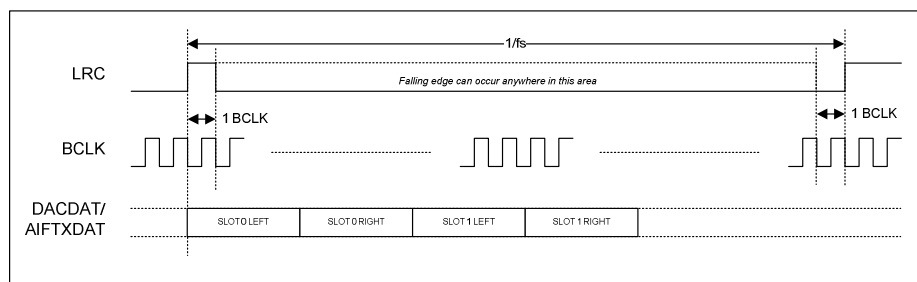 1/fs
LRC
Falling edge can occur anywhere in this area
1 BCLK
1 BCLK
BCLK
DACDAT/
AIFTXDAT
SLOT 0 LEFT
SLOT 0 RIGHT
SLOT 1 LEFT
SLOT 1 RIGHT